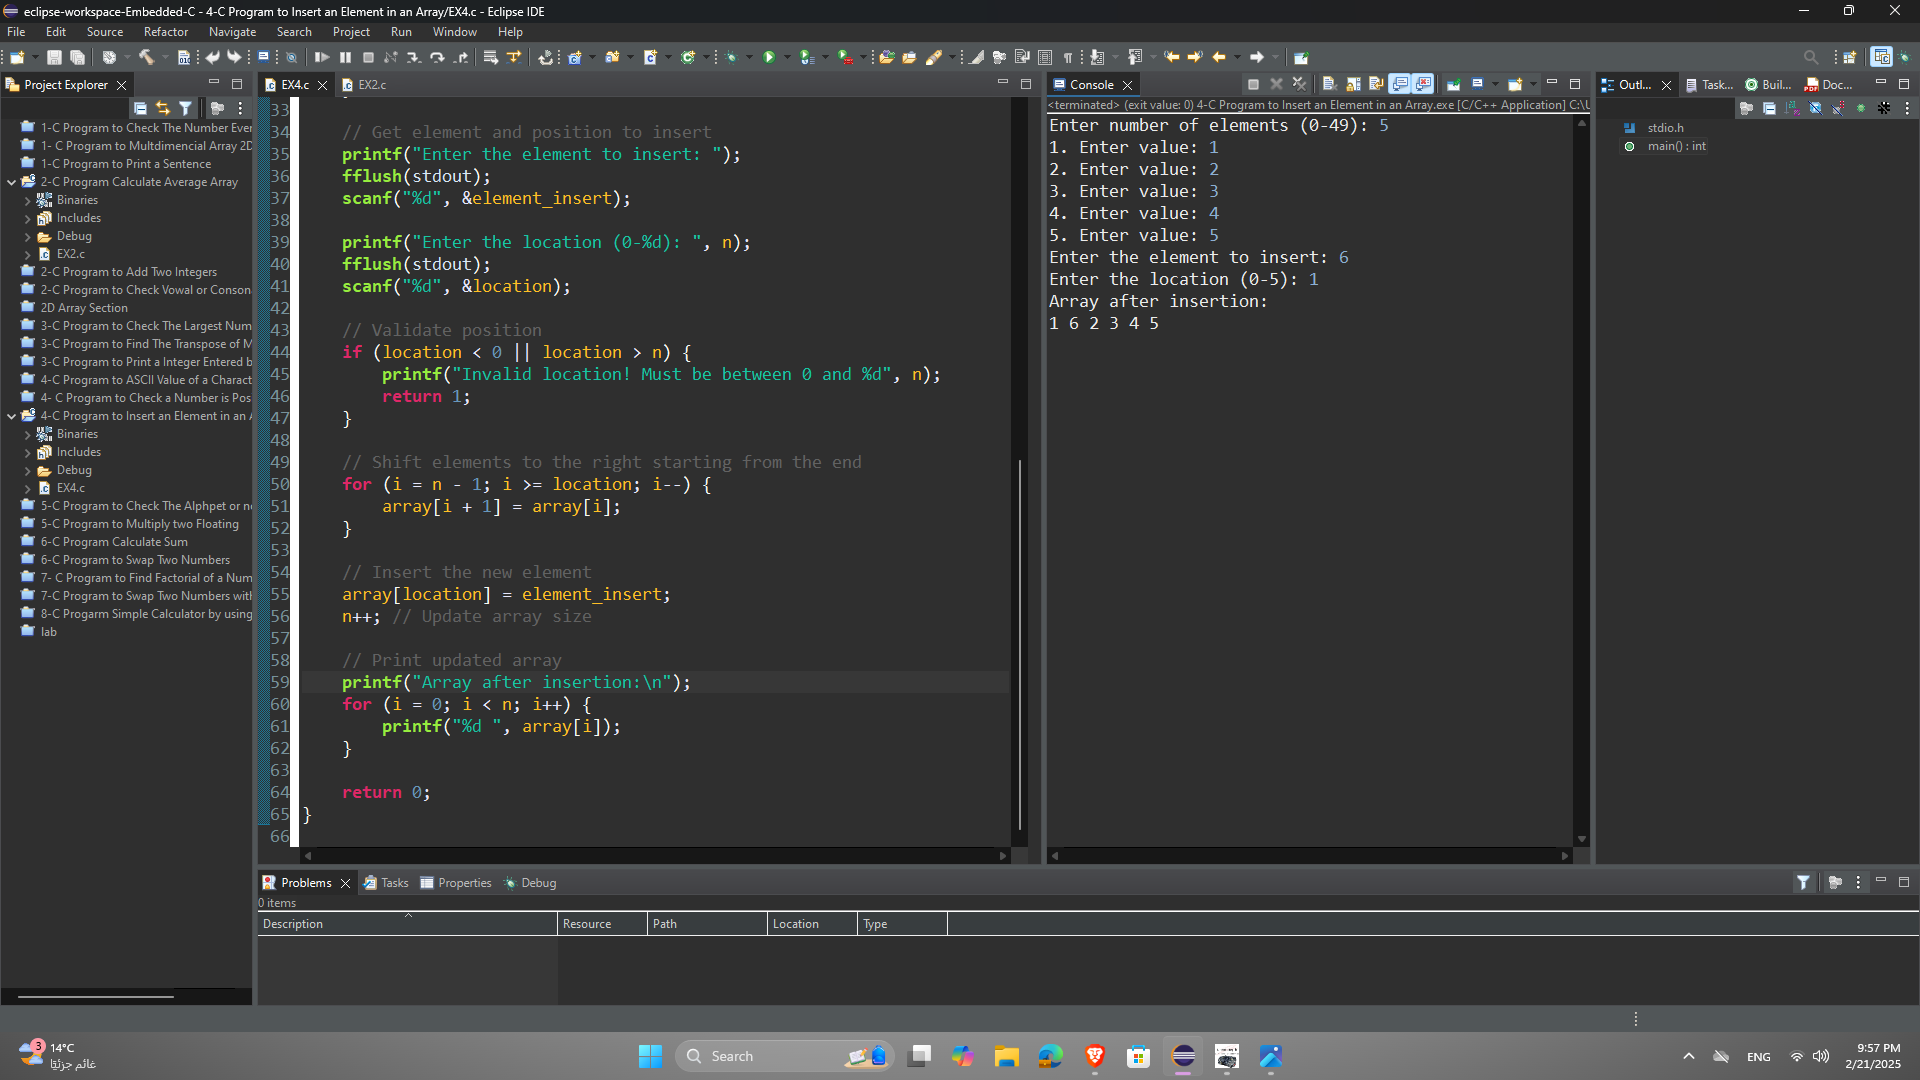 eclipse-workspace-Embedded-C - 4-C Program to Insert an Element in an Array/EX4.c - Eclipse IDE
File Edit Source Refactor Navigate Search Project Run Window Help
Project Explorer
1-C Program to Check The Number Ever
1- C Program to Multdimencial Array 2D
1-C Program to Print a Sentence
2-C Program Calculate Average Array
Binaries
Includes
Debug
EX2.c
2-C Program to Add Two Integers
2-C Program to Check Vowal or Conson
2D Array Section
3-C Program to Check The Largest Num
3-C Program to Find The Transpose of M
3-C Program to Print a Integer Entered b
4-C Program to ASCII Value of a Charact
4- C Program to Check a Number is Pos
4-C Program to Insert an Element in an A
Binaries
Includes
Debug
EX4.c
5-C Program to Check The Alphpet or n
5-C Program to Multiply two Floating
6-C Program Calculate Sum
6-C Program to Swap Two Numbers
7- C Program to Find Factorial of a Num
7-C Program to Swap Two Numbers wit
8-C Progarm Simple Calculator by using
lab
EX4.c EX2.c
33
34 // Get element and position to insert
35 printf("Enter the element to insert: ");
36 fflush(stdout);
37 scanf("%d", &element_insert);
38
39 printf("Enter the location (0-%d): ", n);
40 fflush(stdout);
41 scanf("%d", &location);
42
43 // Validate position
44 if (location < 0 || location > n) {
45 printf("Invalid location! Must be between 0 and %d", n);
46 return 1;
47 }
48
49 // Shift elements to the right starting from the end
50 for (i = n - 1; i >= location; i--) {
51 array[i + 1] = array[i];
52 }
53
54 // Insert the new element
55 array[location] = element_insert;
56 n++; // Update array size
57
58 // Print updated array
59 printf("Array after insertion:\n");
60 for (i = 0; i < n; i++) {
61 printf("%d ", array[i]);
62 }
63
64 return 0;
65 }
66
Console
<terminated> (exit value: 0) 4-C Program to Insert an Element in an Array.exe [C/C++ Application] C:\U
Enter number of elements (0-49): 5
1. Enter value: 1
2. Enter value: 2
3. Enter value: 3
4. Enter value: 4
5. Enter value: 5
Enter the element to insert: 6
Enter the location (0-5): 1
Array after insertion:
1 6 2 3 4 5
Outl... Task... Buil... Doc...
stdio.h
main() : int
Problems Tasks Properties Debug
0 items
Description Resource Path Location Type
3
14°C
غائم جزئيًا
Search
ENG
9:57 PM
2/21/2025